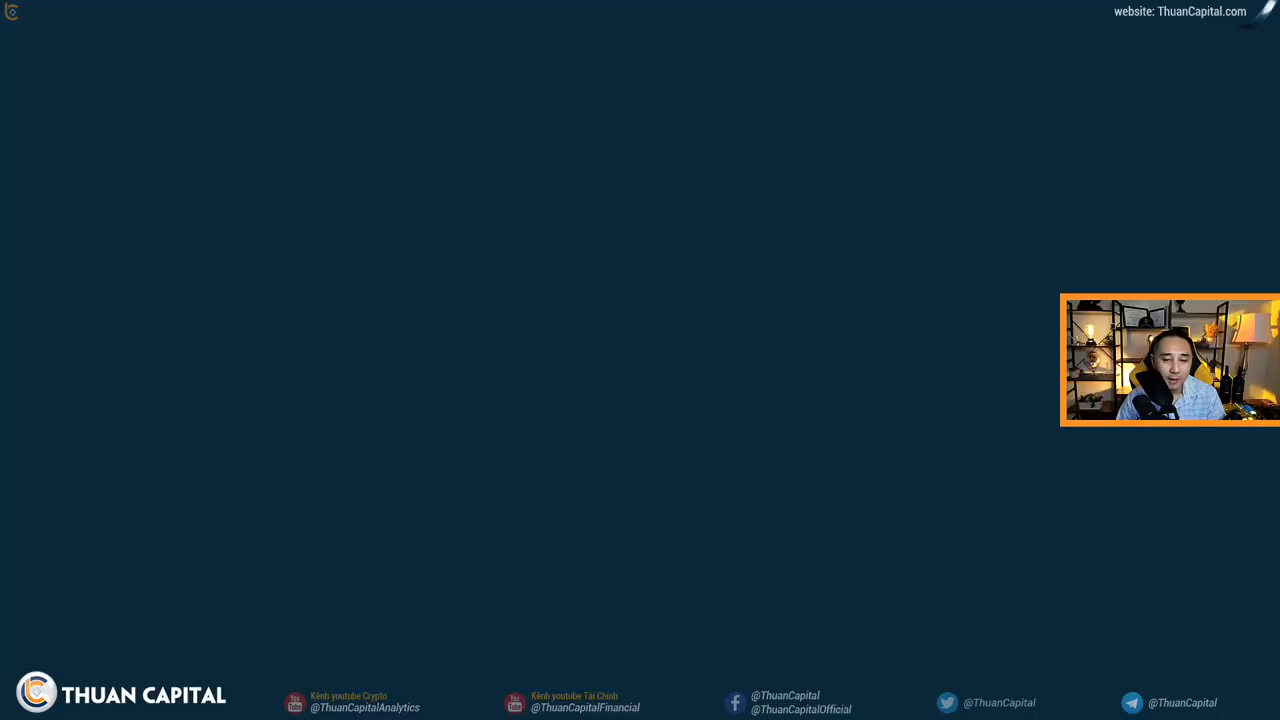 website: ThuanCapital.com
THUAN CAPITAL
Kênh youtube Crypto
@ThuanCapitalAnalytics
Kênh youtube Tài Chính
@ThuanCapitalFinancial
@ThuanCapital
@ThuanCapitalOfficial
@ThuanCapital
@ThuanCapital